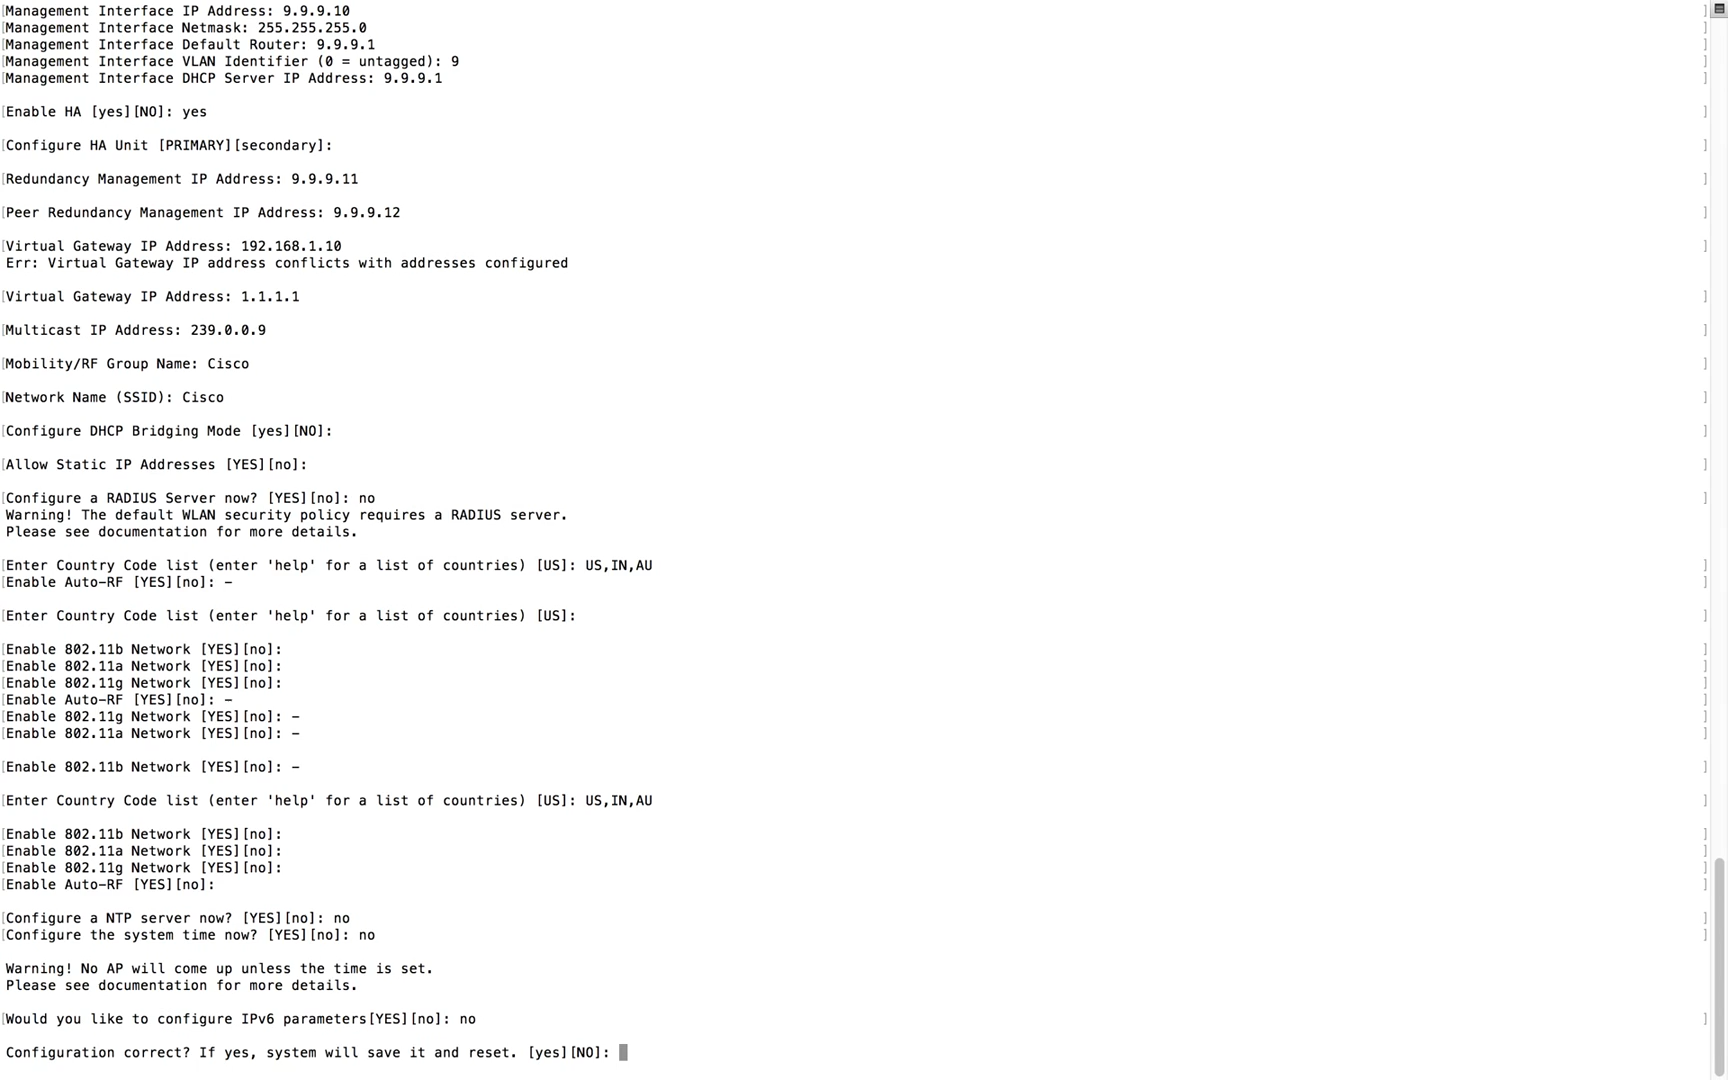 [Management Interface IP Address: 9.9.9.10 ]
[Management Interface Netmask: 255.255.255.0 ]
[Management Interface Default Router: 9.9.9.1 ]
[Management Interface VLAN Identifier (0 = untagged): 9 ]
[Management Interface DHCP Server IP Address: 9.9.9.1 ]
[Enable HA [yes][NO]: yes ]
[Configure HA Unit [PRIMARY][secondary]: ]
[Redundancy Management IP Address: 9.9.9.11 ]
[Peer Redundancy Management IP Address: 9.9.9.12 ]
[Virtual Gateway IP Address: 192.168.1.10 ]
Err: Virtual Gateway IP address conflicts with addresses configured
[Virtual Gateway IP Address: 1.1.1.1 ]
[Multicast IP Address: 239.0.0.9 ]
[Mobility/RF Group Name: Cisco ]
[Network Name (SSID): Cisco ]
[Configure DHCP Bridging Mode [yes][NO]: ]
[Allow Static IP Addresses [YES][no]: ]
[Configure a RADIUS Server now? [YES][no]: no ]
Warning! The default WLAN security policy requires a RADIUS server.
Please see documentation for more details.
[Enter Country Code list (enter 'help' for a list of countries) [US]: US,IN,AU ]
[Enable Auto-RF [YES][no]: - ]
[Enter Country Code list (enter 'help' for a list of countries) [US]: ]
[Enable 802.11b Network [YES][no]: ]
[Enable 802.11a Network [YES][no]: ]
[Enable 802.11g Network [YES][no]: ]
[Enable Auto-RF [YES][no]: - ]
[Enable 802.11g Network [YES][no]: - ]
[Enable 802.11a Network [YES][no]: - ]
[Enable 802.11b Network [YES][no]: - ]
[Enter Country Code list (enter 'help' for a list of countries) [US]: US,IN,AU ]
[Enable 802.11b Network [YES][no]: ]
[Enable 802.11a Network [YES][no]: ]
[Enable 802.11g Network [YES][no]: ]
[Enable Auto-RF [YES][no]: ]
[Configure a NTP server now? [YES][no]: no ]
[Configure the system time now? [YES][no]: no ]
Warning! No AP will come up unless the time is set.
Please see documentation for more details.
[Would you like to configure IPv6 parameters[YES][no]: no ]
Configuration correct? If yes, system will save it and reset. [yes][NO]: